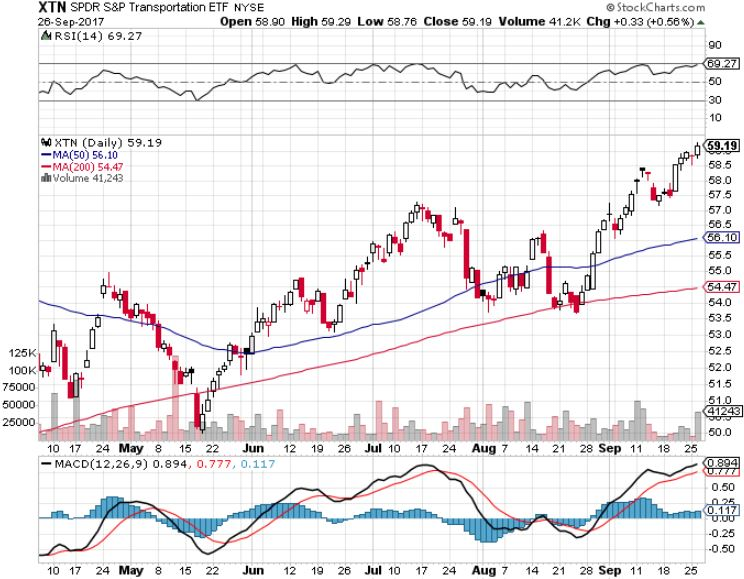 XTN SPDR S&P Transportation ETF NYSE © StockCharts.com
26-Sep-2017 Open 58.90 High 59.29 Low 58.76 Close 59.19 Volume 41.2K Chg +0.33 (+0.56%)
RSI(14) 69.27
90
69.27
50
30
10
XTN (Daily) 59.19
MA(50) 56.10
MA(200) 54.47
Volume 41,243
59.19
58.5
58.0
57.5
57.0
56.5
56.10
55.5
55.0
54.47
54.0
53.5
53.0
125K 52.5
100K 52.0
75000 51.5
50000 51.0
41243
25000
50.0
10 17 24 May 8 15 22 Jun 12 19 26 Jul 10 17 24 Aug 7 14 21 28 Sep 11 18 25
MACD(12,26,9) 0.894, 0.777, 0.117
0.894
0.777
0.50
0.117
0.00
-0.25
-0.50
10 17 24 May 8 15 22 Jun 12 19 26 Jul 10 17 24 Aug 7 14 21 28 Sep 11 18 25